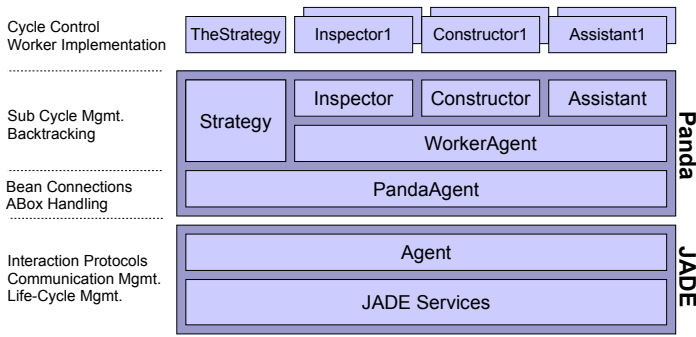 Cycle Control
Worker Implementation
TheStrategy
Inspector1
Constructor1
Assistant1
Sub Cycle Mgmt.
Backtracking
Strategy
Inspector
Constructor
Assistant
WorkerAgent
Panda
Bean Connections
ABox Handling
PandaAgent
Interaction Protocols
Communication Mgmt.
Life-Cycle Mgmt.
Agent
JADE Services
JADE